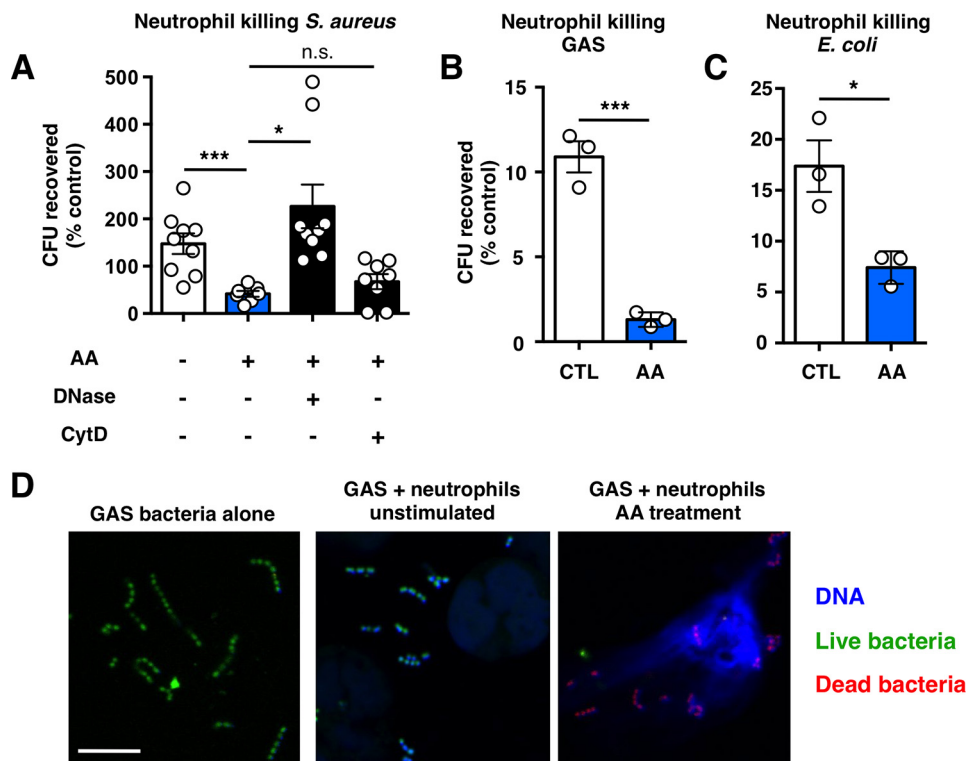 Neutrophil killing S. aureus
A
n.s.
***
*
500
400
300
200
100
0
CFU recovered
(% control)
AA - + + +
DNase - - + -
CytD - - - +
Neutrophil killing
GAS
B
***
15
10
5
0
CFU recovered
(% control)
CTL AA
Neutrophil killing
E. coli
C
*
25
20
15
10
5
0
CTL AA
D
GAS bacteria alone
GAS + neutrophils
unstimulated
GAS + neutrophils
AA treatment
DNA
Live bacteria
Dead bacteria